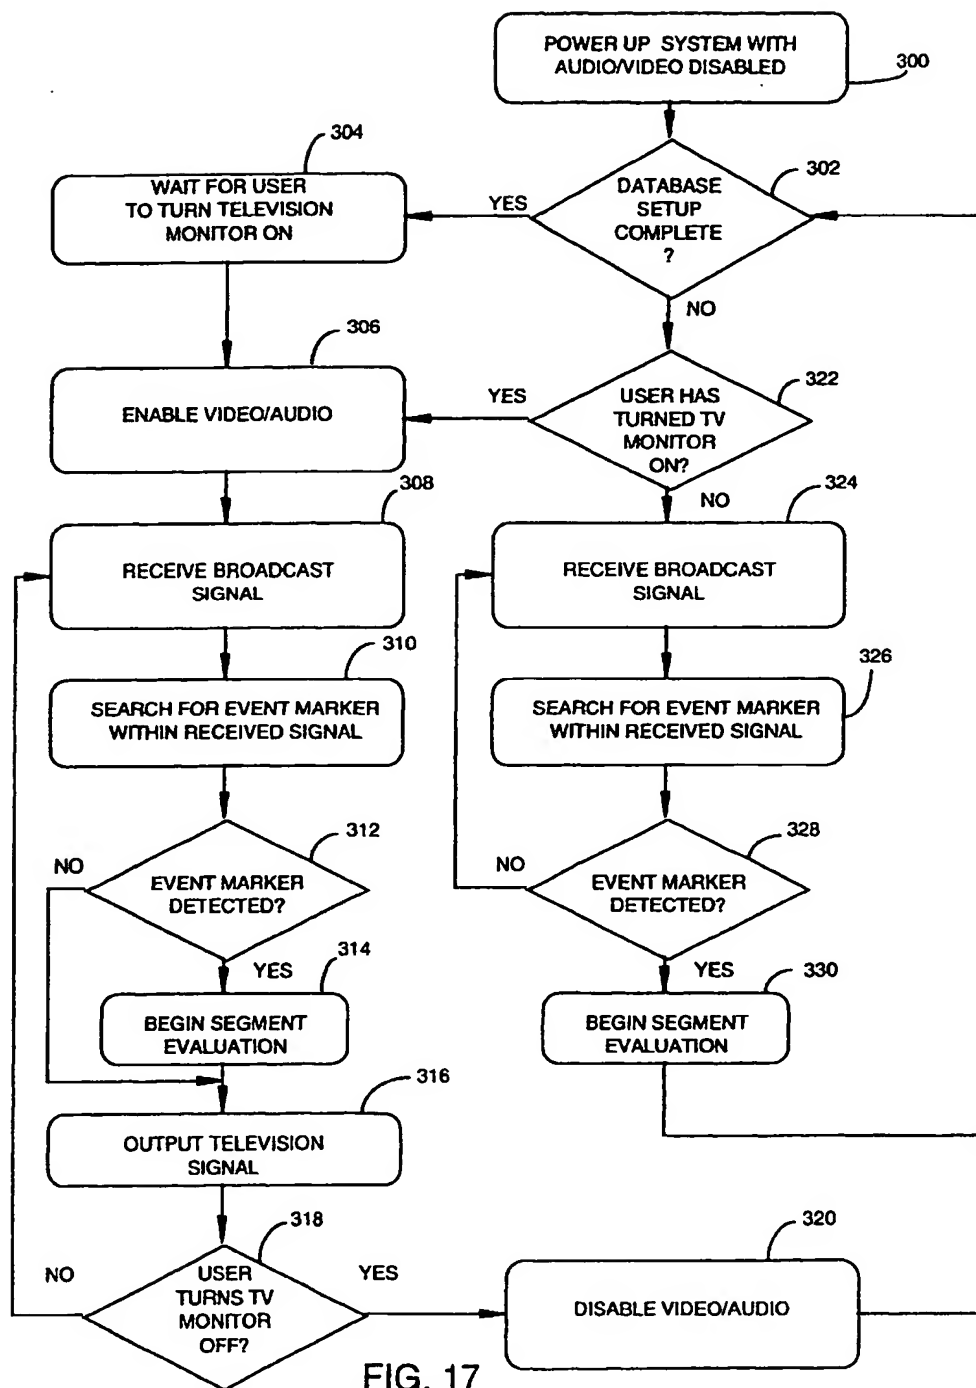 POWER UP SYSTEM WITH
AUDIO/VIDEO DISABLED
300
304
WAIT FOR USER
TO TURN TELEVISION
MONITOR ON
YES
DATABASE
SETUP
COMPLETE
?
302
NO
306
ENABLE VIDEO/AUDIO
YES
USER HAS
TURNED TV
MONITOR
ON?
322
NO
308
RECEIVE BROADCAST
SIGNAL
324
RECEIVE BROADCAST
SIGNAL
310
SEARCH FOR EVENT MARKER
WITHIN RECEIVED SIGNAL
326
SEARCH FOR EVENT MARKER
WITHIN RECEIVED SIGNAL
312
NO
EVENT MARKER
DETECTED?
YES
328
NO
EVENT MARKER
DETECTED?
YES
314
BEGIN SEGMENT
EVALUATION
330
BEGIN SEGMENT
EVALUATION
316
OUTPUT TELEVISION
SIGNAL
318
NO
USER
TURNS TV
MONITOR
OFF?
YES
320
DISABLE VIDEO/AUDIO
FIG. 17